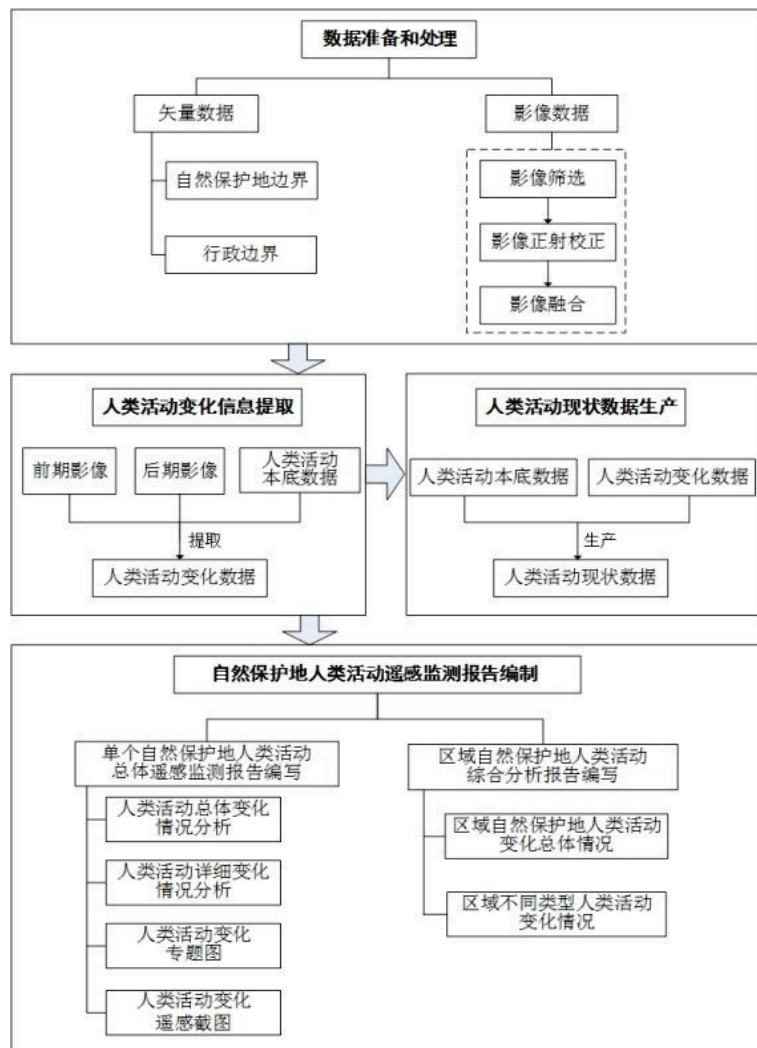 数据准备和处理
矢量数据
自然保护地边界
行政边界
影像数据
影像筛选
影像正射校正
影像融合
人类活动变化信息提取
前期影像
后期影像
人类活动
本底数据
提取
人类活动变化数据
人类活动现状数据生产
人类活动本底数据
人类活动变化数据
生产
人类活动现状数据
自然保护地人类活动遥感监测报告编制
单个自然保护地人类活动
总体遥感监测报告编写
人类活动总体变化
情况分析
人类活动详细变化
情况分析
人类活动变化
专题图
人类活动变化
遥感截图
区域自然保护地人类活动
综合分析报告编写
区域自然保护地人类活动
变化总体情况
区域不同类型人类活动
变化情况